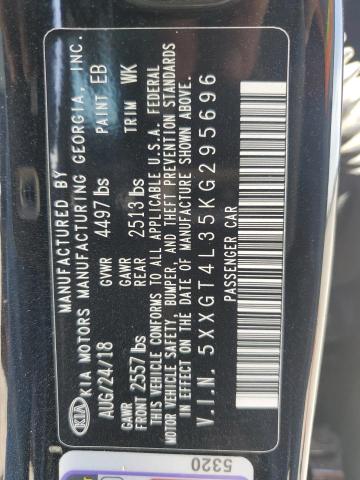 MANUFACTURED BY
KIA MOTORS MANUFACTURING GEORGIA, INC.
AUG/24/18 GVWR 4497 lbs PAINT EB
GAWR FRONT 2557 lbs GAWR REAR 2513 lbs TRIM WK
THIS VEHICLE CONFORMS TO ALL APPLICABLE U.S.A. FEDERAL
MOTOR VEHICLE SAFETY, BUMPER, AND THEFT PREVENTION STANDARDS
IN EFFECT ON THE DATE OF MANUFACTURE SHOWN ABOVE.
V.I.N. 5XXGT4L35KG295696
PASSENGER CAR
KIA
5320